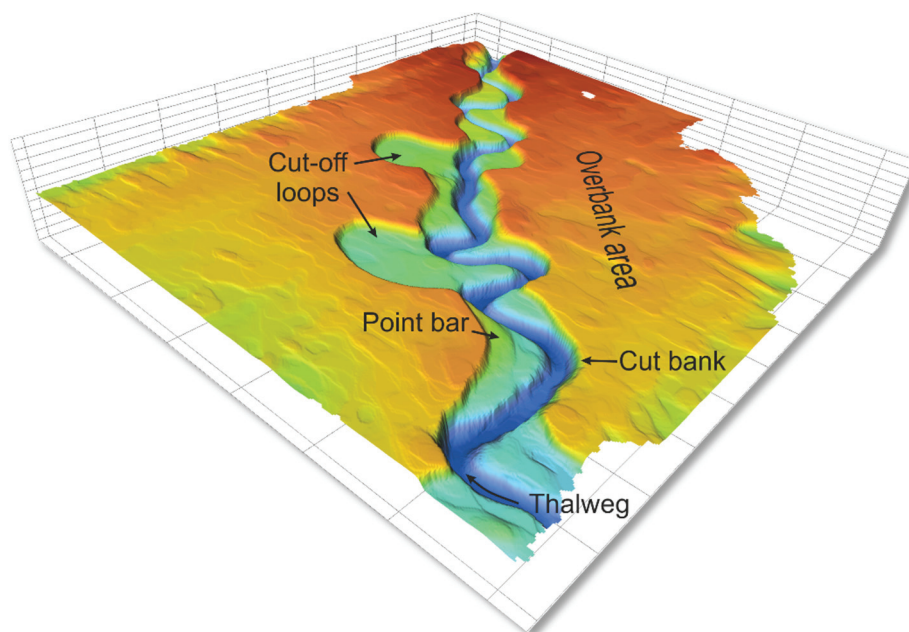 Cut-off
loops
Overbank area
Point bar
Cut bank
Thalweg